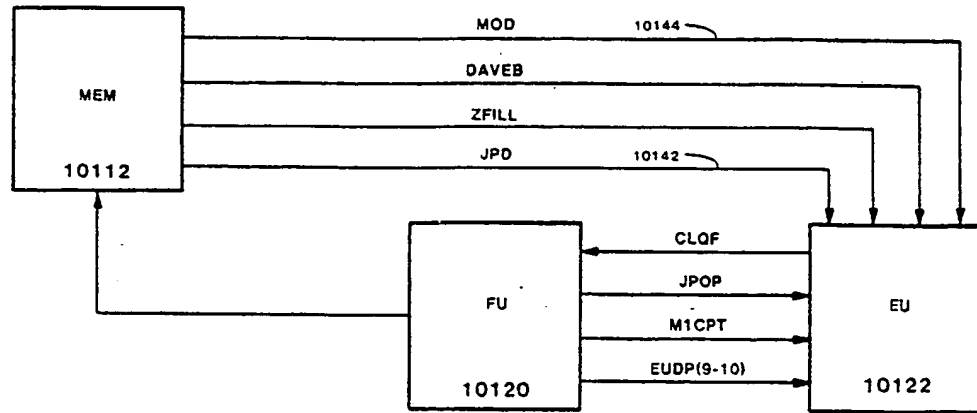 MOD
10144
DAVEB
MEM
ZFILL
JPD
10142
10112
CLQF
JPOP
FU
EU
M1CPT
EUDP(9-10)
10120
10122